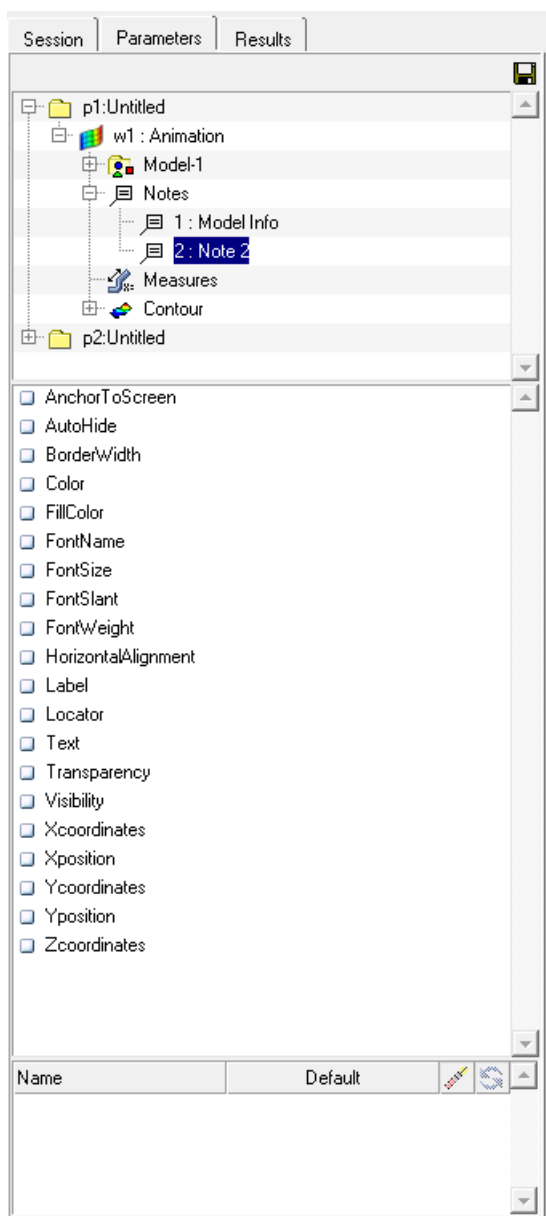 Session Parameters Results
p1:Untitled
w1 : Animation
Model-1
Notes
1 : Model Info
2 : Note 2
Measures
Contour
p2:Untitled
AnchorToScreen
AutoHide
BorderWidth
Color
FillColor
FontName
FontSize
FontSlant
FontWeight
HorizontalAlignment
Label
Locator
Text
Transparency
Visibility
Xcoordinates
Xposition
Ycoordinates
Yposition
Zcoordinates
Name Default